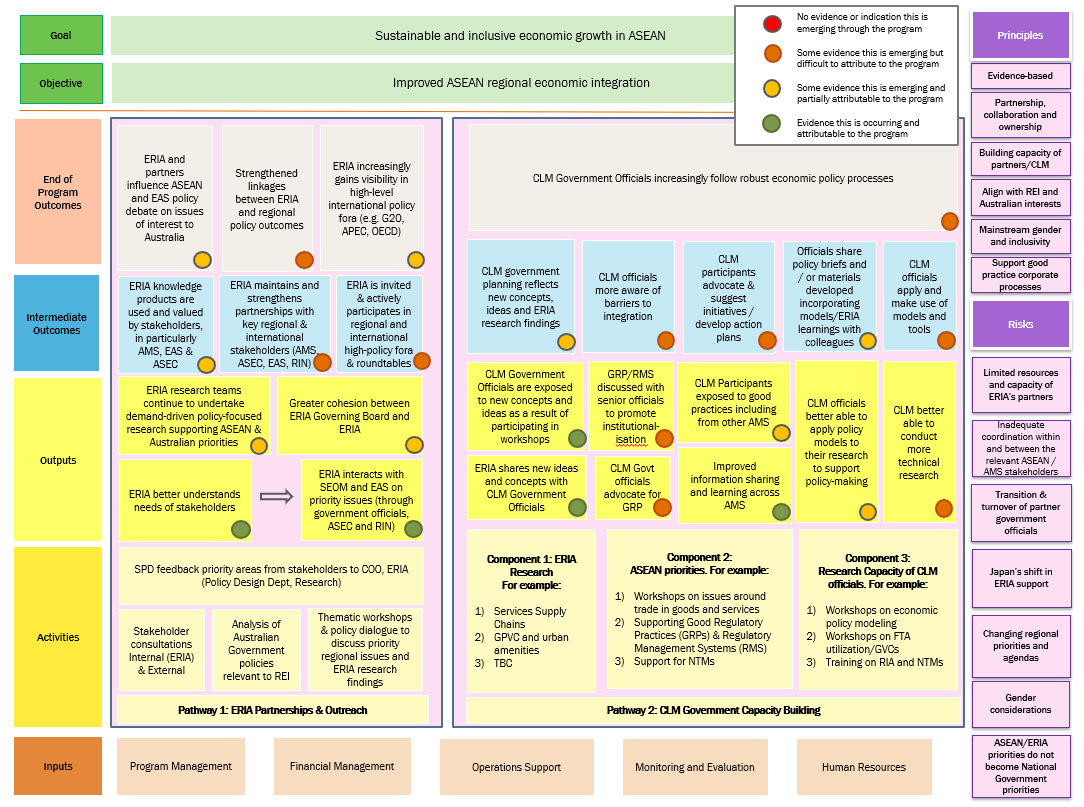 Goal
Sustainable and inclusive economic growth in ASEAN
Objective
Improved ASEAN regional economic integration
No evidence or indication this is
emerging through the program
Some evidence this is emerging but
difficult to attribute to the program
Some evidence this is emerging and
partially attributable to the program
Evidence this is occurring and
attributable to the program
End of
Program
Outcomes
ERIA and
partners
influence ASEAN
and EAS policy
debate on issues
of interest to
Australia
Strengthened
linkages
between ERIA
and regional
policy outcomes
ERIA increasingly
gains visibility in
high-level
international policy
fora (e.g. G20,
APEC, OECD)
CLM Government Officials increasingly follow robust economic policy processes
Intermediate
Outcomes
ERIA knowledge
products are
used and valued
by stakeholders,
in particularly
AMS, EAS &
ASEC
ERIA maintains and
strengthens
partnerships with
key regional &
international
stakeholders (AMS,
ASEC, EAS, RIN)
ERIA is invited
& actively
participates in
regional and
international
high-policy fora
& roundtables
CLM government
planning reflects
new concepts,
ideas and ERIA
research findings
CLM officials
more aware of
barriers to
integration
CLM
participants
advocate &
suggest
initiatives /
develop action
plans
Officials share
policy briefs and
/ or materials
developed
incorporating
models/ERIA
learnings with
colleagues
CLM
officials
apply and
make use of
models and
tools
Outputs
ERIA research teams
continue to undertake
demand-driven policy-focused
research supporting ASEAN &
Australian priorities
Greater cohesion between
ERIA Governing Board and
ERIA
ERIA better understands
needs of stakeholders
ERIA interacts with
SEOM and EAS on
priority issues (through
government officials,
ASEC and RIN)
CLM Government
Officials are exposed
to new concepts and
ideas as a result of
participating in
workshops
GRP/RMS
discussed with
senior officials
to promote
institutional-
isation
CLM Participants
exposed to good
practices including
from other AMS
ERIA shares new ideas
and concepts with
CLM Government
Officials
CLM Govt
officials
advocate for
GRP
Improved
information sharing
and learning across
AMS
CLM officials
better able to
apply policy
models to
their research
to support
policy-making
CLM better
able to
conduct
more
technical
research
Activities
SPD feedback priority areas from stakeholders to COO, ERIA
(Policy Design Dept, Research)
Stakeholder
consultations
Internal (ERIA)
& External
Analysis of
Australian
Government
policies
relevant to REI
Thematic workshops
& policy dialogue to
discuss priority
regional issues and
ERIA research
findings
Pathway 1: ERIA Partnerships & Outreach
Component 1: ERIA
Research
For example:
1) Services Supply
Chains
2) GPVC and urban
amenities
3) TBC
Component 2:
ASEAN priorities. For example:
1) Workshops on issues around
trade in goods and services
2) Supporting Good Regulatory
Practices (GRPs) & Regulatory
Management Systems (RMS)
3) Support for NTMs
Component 3:
Research Capacity of CLM
officials. For example:
1) Workshops on economic
policy modeling
2) Workshops on FTA
utilization/GVCs
3) Training on RIA and NTMs
Pathway 2: CLM Government Capacity Building
Inputs
Program Management
Financial Management
Operations Support
Monitoring and Evaluation
Human Resources
Principles
Evidence-based
Partnership,
collaboration and
ownership
Building capacity of
partners/CLM
Align with REI and
Australian interests
Mainstream gender
and inclusivity
Support good
practice corporate
processes
Risks
Limited resources
and capacity of
ERIA's partners
Inadequate
coordination within
and between the
relevant ASEAN /
AMS stakeholders
Transition &
turnover of partner
government
officials
Japan's shift in
ERIA support
Changing regional
priorities and
agendas
Gender
considerations
ASEAN/ERIA
priorities do not
become National
Government
priorities